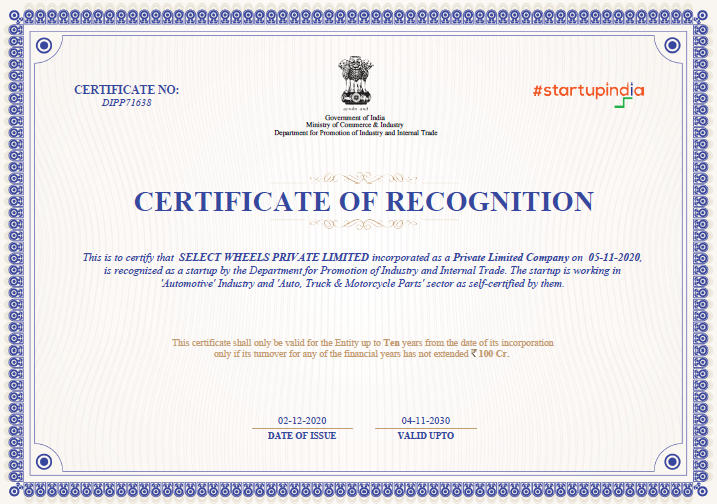 CERTIFICATE NO:
DIPP71638
#startupindia
Government of India
Ministry of Commerce & Industry
Department for Promotion of Industry and Internal Trade
CERTIFICATE OF RECOGNITION
This is to certify that SELECT WHEELS PRIVATE LIMITED incorporated as a Private Limited Company on 05-11-2020,
is recognized as a startup by the Department for Promotion of Industry and Internal Trade. The startup is working in
'Automotive' Industry and 'Auto, Truck & Motorcycle Parts' sector as self-certified by them.
This certificate shall only be valid for the Entity up to Ten years from the date of its incorporation
only if its turnover for any of the financial years has not extended ₹ 100 Cr.
02-12-2020 04-11-2030
DATE OF ISSUE VALID UPTO